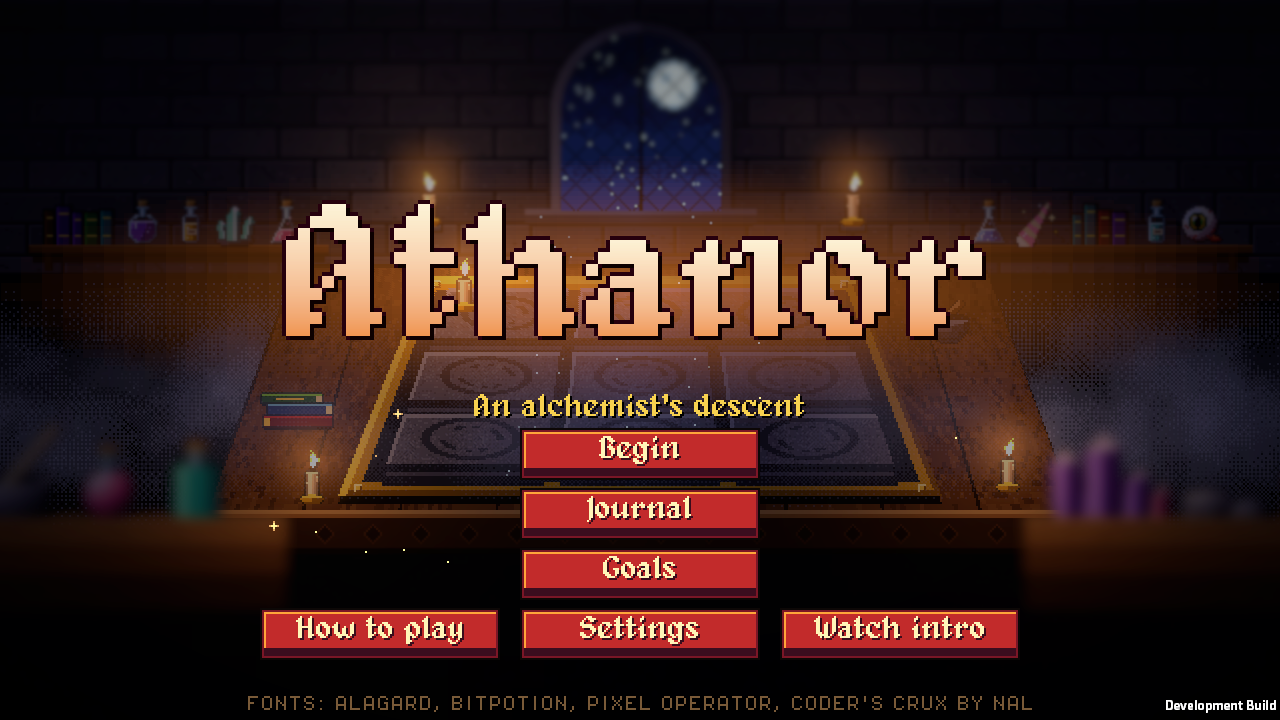 Athanor
An alchemist's descent
Begin
Journal
Goals
How to play
Settings
Watch intro
FONTS: ALAGARD, BITPOTION, PIXEL OPERATOR, CODER'S CRUX BY NAL
Development Build